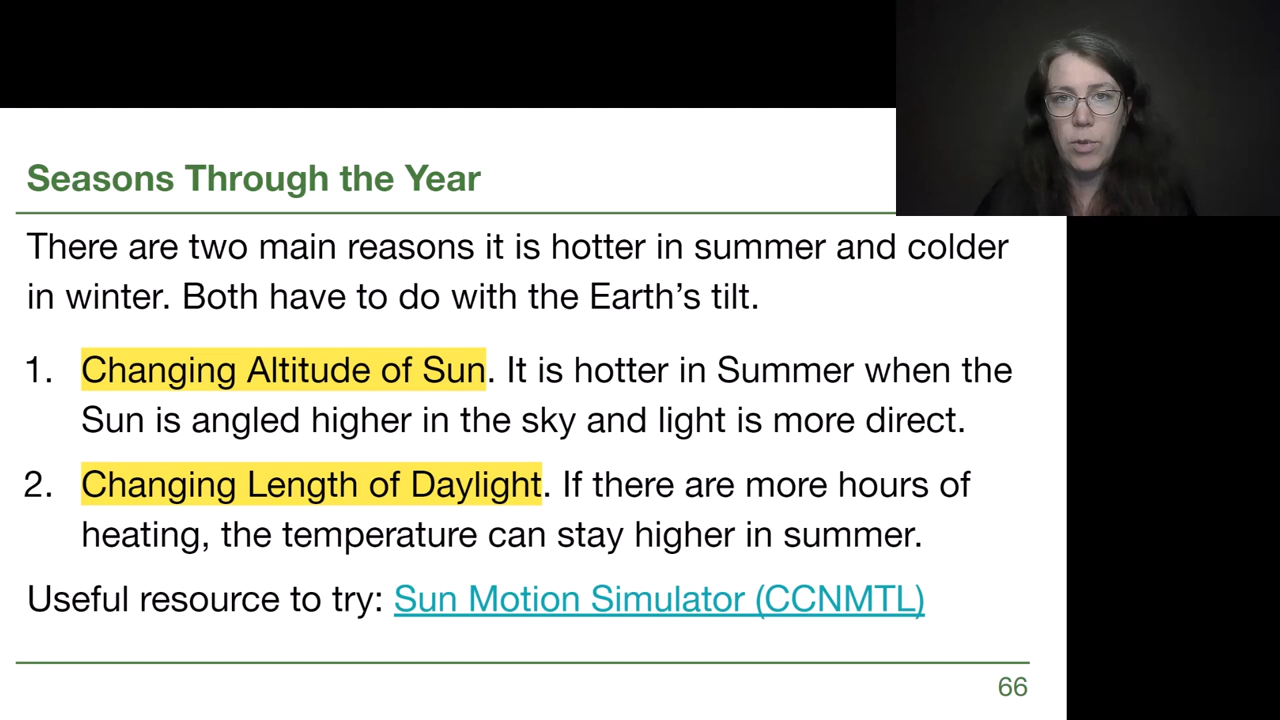 Seasons Through the Year
There are two main reasons it is hotter in summer and colder
in winter. Both have to do with the Earth’s tilt.
1. Changing Altitude of Sun. It is hotter in Summer when the
Sun is angled higher in the sky and light is more direct.
2. Changing Length of Daylight. If there are more hours of
heating, the temperature can stay higher in summer.
Useful resource to try: Sun Motion Simulator (CCNMTL)
66